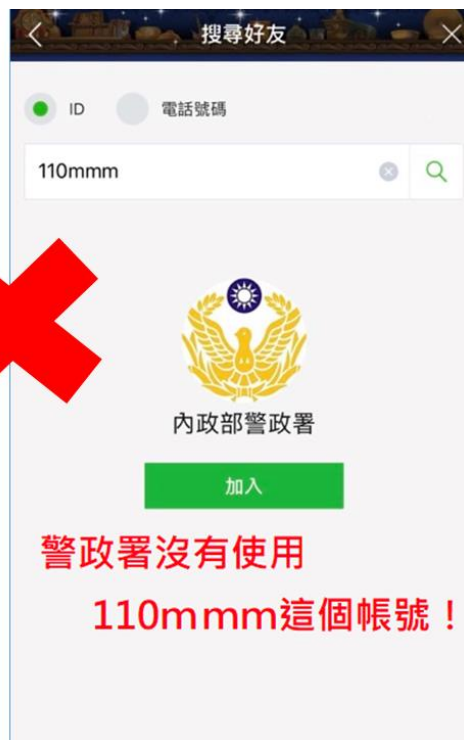 搜尋好友
ID 電話號碼
110mmm
內政部警政署
加入
警政署沒有使用
110mmm這個帳號！